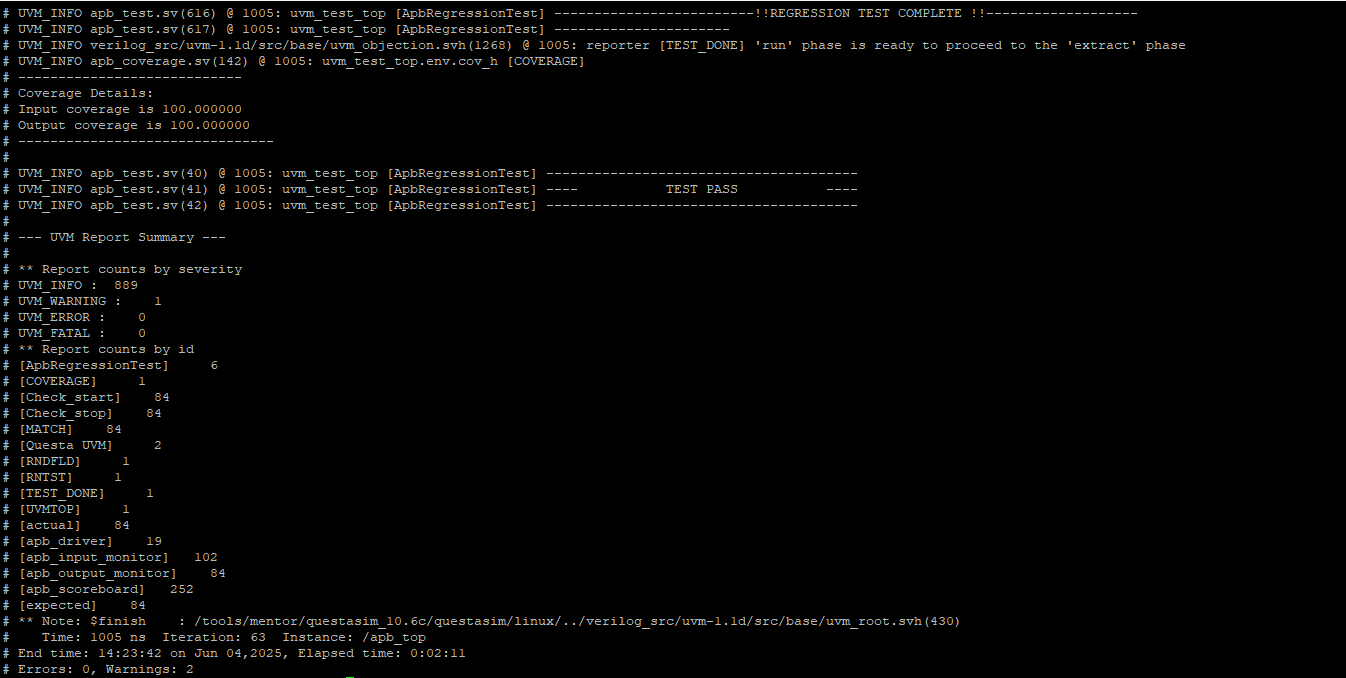 # UVM_INFO apb_test.sv(616) @ 1005: uvm_test_top [ApbRegressionTest] -------------------------!!REGRESSION TEST COMPLETE !!-------------------
# UVM_INFO apb_test.sv(617) @ 1005: uvm_test_top [ApbRegressionTest] ----------------------
# UVM_INFO verilog_src/uvm-1.1d/src/base/uvm_objection.svh(1268) @ 1005: reporter [TEST_DONE] 'run' phase is ready to proceed to the 'extract' phase
# UVM_INFO apb_coverage.sv(142) @ 1005: uvm_test_top.env.cov_h [COVERAGE]
# ----------------------------
# Coverage Details:
# Input coverage is 100.000000
# Output coverage is 100.000000
# --------------------------------
#
# UVM_INFO apb_test.sv(40) @ 1005: uvm_test_top [ApbRegressionTest] ---------------------------------------
# UVM_INFO apb_test.sv(41) @ 1005: uvm_test_top [ApbRegressionTest] ----           TEST PASS           ----
# UVM_INFO apb_test.sv(42) @ 1005: uvm_test_top [ApbRegressionTest] ---------------------------------------
#
# --- UVM Report Summary ---
#
# ** Report counts by severity
# UVM_INFO :  889
# UVM_WARNING :    1
# UVM_ERROR :    0
# UVM_FATAL :    0
# ** Report counts by id
# [ApbRegressionTest]     6
# [COVERAGE]     1
# [Check_start]    84
# [Check_stop]    84
# [MATCH]    84
# [Questa UVM]     2
# [RNDFLD]     1
# [RNTST]     1
# [TEST_DONE]     1
# [UVMTOP]     1
# [actual]    84
# [apb_driver]    19
# [apb_input_monitor]   102
# [apb_output_monitor]    84
# [apb_scoreboard]   252
# [expected]    84
# ** Note: $finish    : /tools/mentor/questasim_10.6c/questasim/linux/../verilog_src/uvm-1.1d/src/base/uvm_root.svh(430)
#    Time: 1005 ns  Iteration: 63  Instance: /apb_top
# End time: 14:23:42 on Jun 04,2025, Elapsed time: 0:02:11
# Errors: 0, Warnings: 2